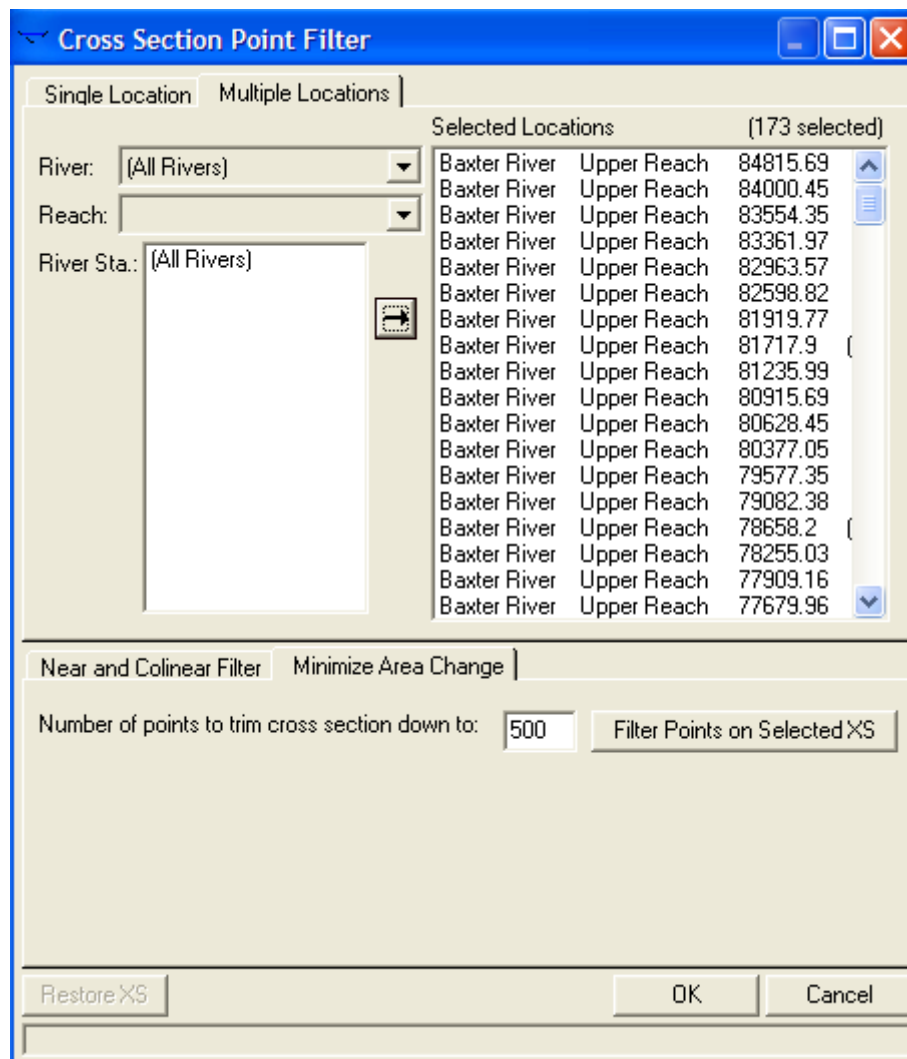 Cross Section Point Filter
Single Location Multiple Locations
Selected Locations (173 selected)
River: (All Rivers)
Reach:
River Sta.: (All Rivers)
Baxter River Upper Reach 84815.69
Baxter River Upper Reach 84000.45
Baxter River Upper Reach 83554.35
Baxter River Upper Reach 83361.97
Baxter River Upper Reach 82963.57
Baxter River Upper Reach 82598.82
Baxter River Upper Reach 81919.77
Baxter River Upper Reach 81717.9 (
Baxter River Upper Reach 81235.99
Baxter River Upper Reach 80915.69
Baxter River Upper Reach 80628.45
Baxter River Upper Reach 80377.05
Baxter River Upper Reach 79577.35
Baxter River Upper Reach 79082.38
Baxter River Upper Reach 78658.2 (
Baxter River Upper Reach 78255.03
Baxter River Upper Reach 77909.16
Baxter River Upper Reach 77679.96
Near and Colinear Filter Minimize Area Change
Number of points to trim cross section down to: 500 Filter Points on Selected XS
Restore XS OK Cancel